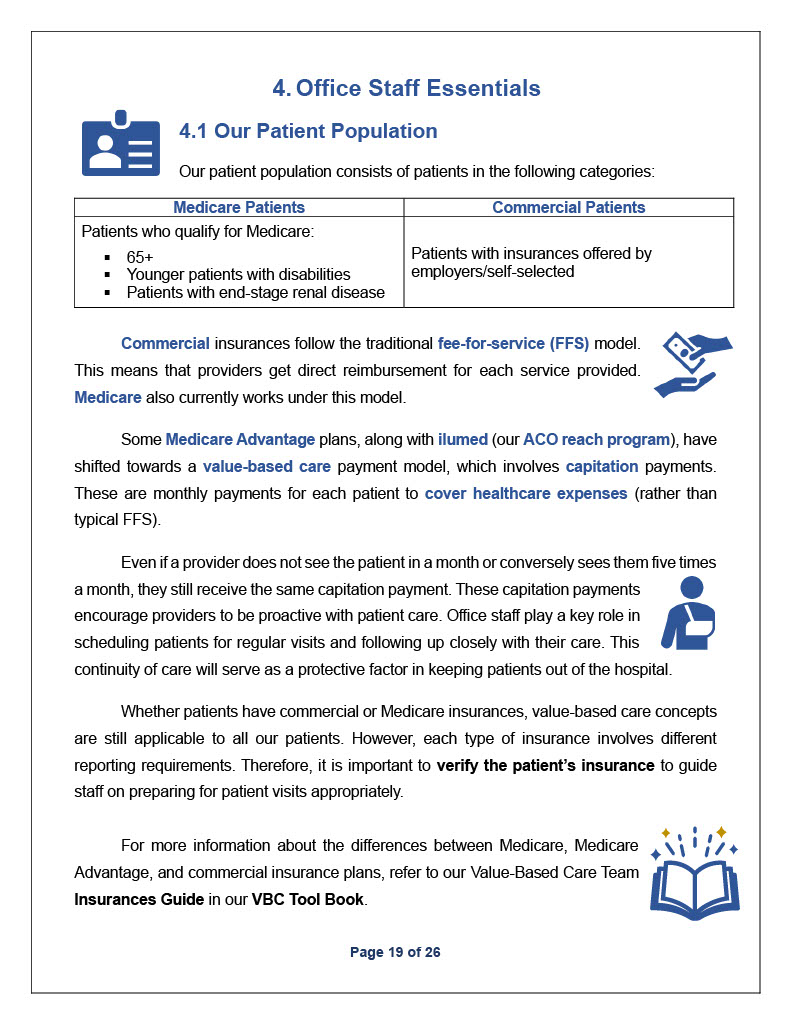 4. Office Staff Essentials
4.1 Our Patient Population
Our patient population consists of patients in the following categories:
Medicare Patients
Commercial Patients
Patients who qualify for Medicare:
▪ 65+
▪ Younger patients with disabilities
▪ Patients with end-stage renal disease
Patients with insurances offered by
employers/self-selected
Commercial insurances follow the traditional fee-for-service (FFS) model.
This means that providers get direct reimbursement for each service provided.
Medicare also currently works under this model.
Some Medicare Advantage plans, along with ilumed (our ACO reach program), have
shifted towards a value-based care payment model, which involves capitation payments.
These are monthly payments for each patient to cover healthcare expenses (rather than
typical FFS).
Even if a provider does not see the patient in a month or conversely sees them five times
a month, they still receive the same capitation payment. These capitation payments
encourage providers to be proactive with patient care. Office staff play a key role in
scheduling patients for regular visits and following up closely with their care. This
continuity of care will serve as a protective factor in keeping patients out of the hospital.
Whether patients have commercial or Medicare insurances, value-based care concepts
are still applicable to all our patients. However, each type of insurance involves different
reporting requirements. Therefore, it is important to verify the patient’s insurance to guide
staff on preparing for patient visits appropriately.
For more information about the differences between Medicare, Medicare
Advantage, and commercial insurance plans, refer to our Value-Based Care Team
Insurances Guide in our VBC Tool Book.
Page 19 of 26